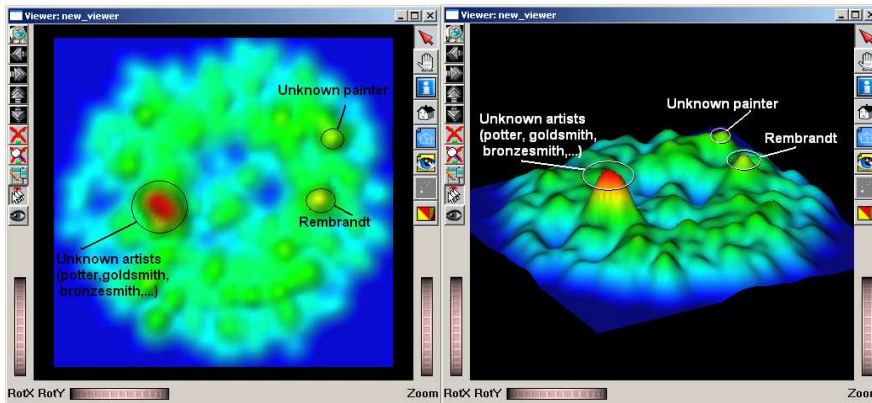 Viewer: new_viewer
Unknown painter
Rembrandt
Unknown artists
(potter,goldsmith,
bronzesmith,...)
RotX RotY
Zoom
Viewer: new_viewer
Unknown painter
Unknown artists
(potter, goldsmith,
bronzesmith,...)
Rembrandt
RotX RotY
Zoom